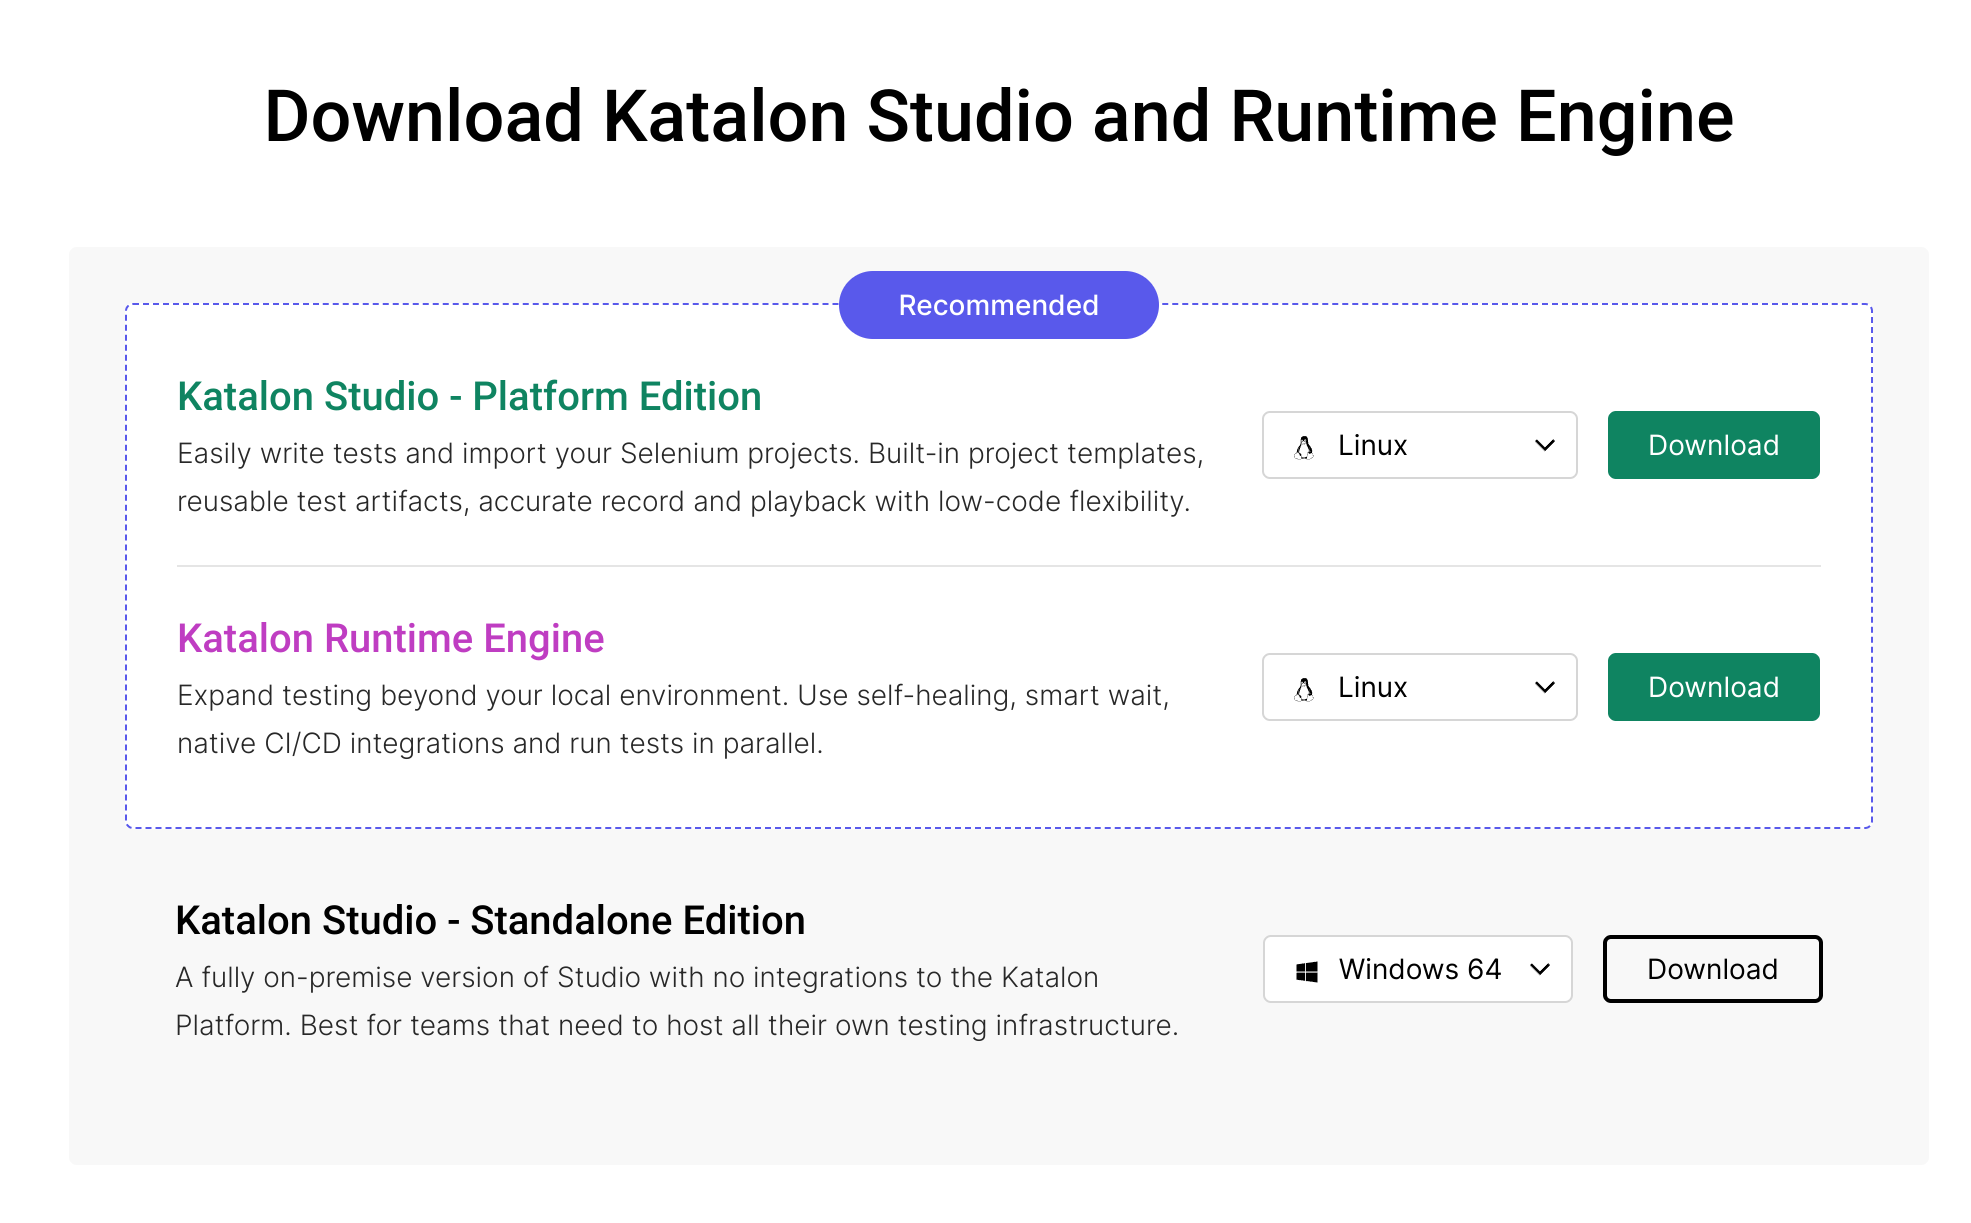 Download Katalon Studio and Runtime Engine
Recommended
Katalon Studio - Platform Edition
Easily write tests and import your Selenium projects. Built-in project templates,
reusable test artifacts, accurate record and playback with low-code flexibility.
Linux
Download
Katalon Runtime Engine
Expand testing beyond your local environment. Use self-healing, smart wait,
native CI/CD integrations and run tests in parallel.
Linux
Download
Katalon Studio - Standalone Edition
A fully on-premise version of Studio with no integrations to the Katalon
Platform. Best for teams that need to host all their own testing infrastructure.
Windows 64
Download